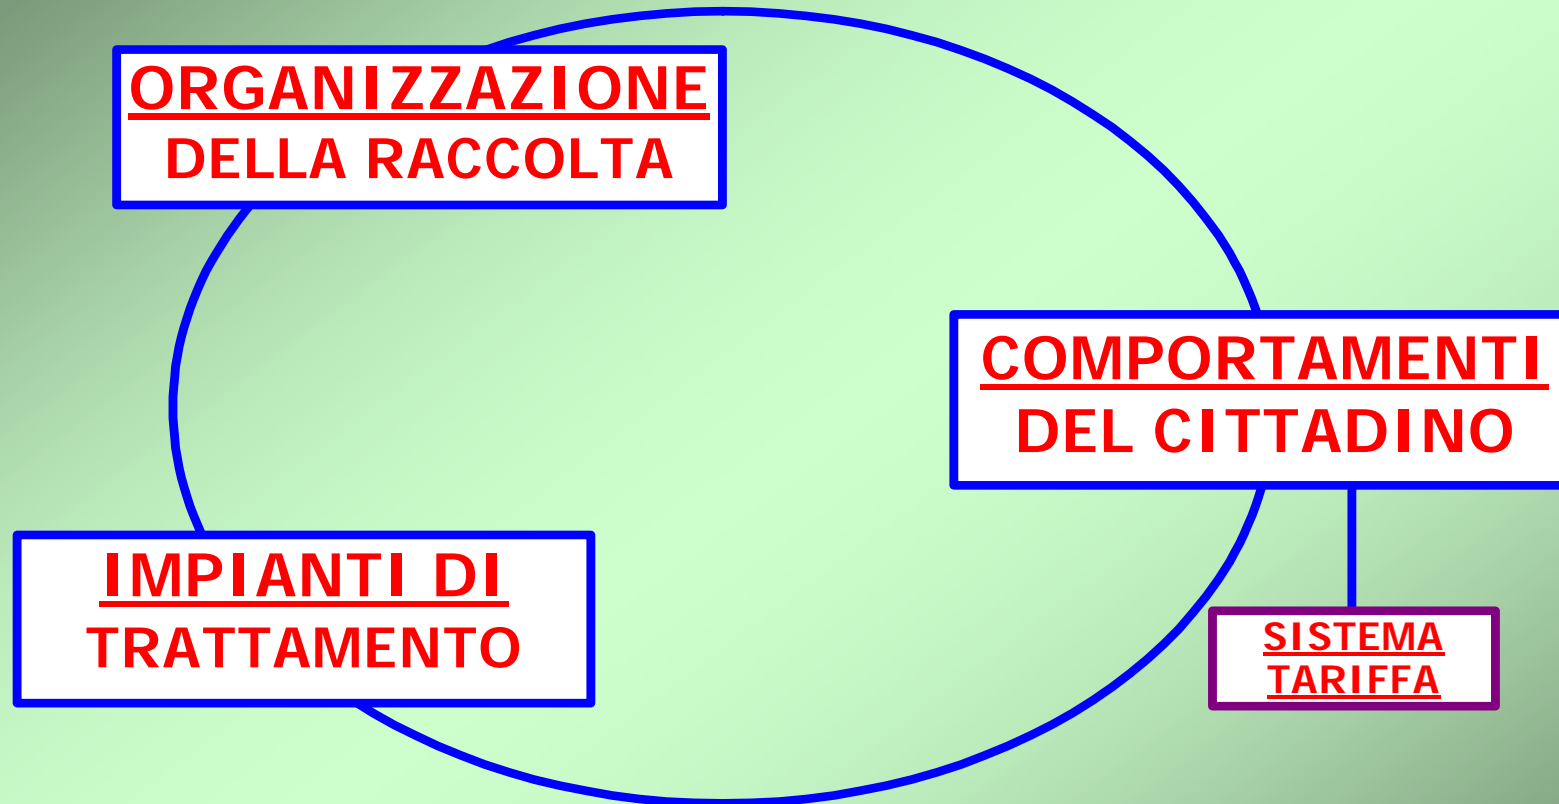 ORGANIZZAZIONE
DELLA RACCOLTA
COMPORTAMENTI
DEL CITTADINO
IMPIANTI DI
TRATTAMENTO
SISTEMA
TARIFFA